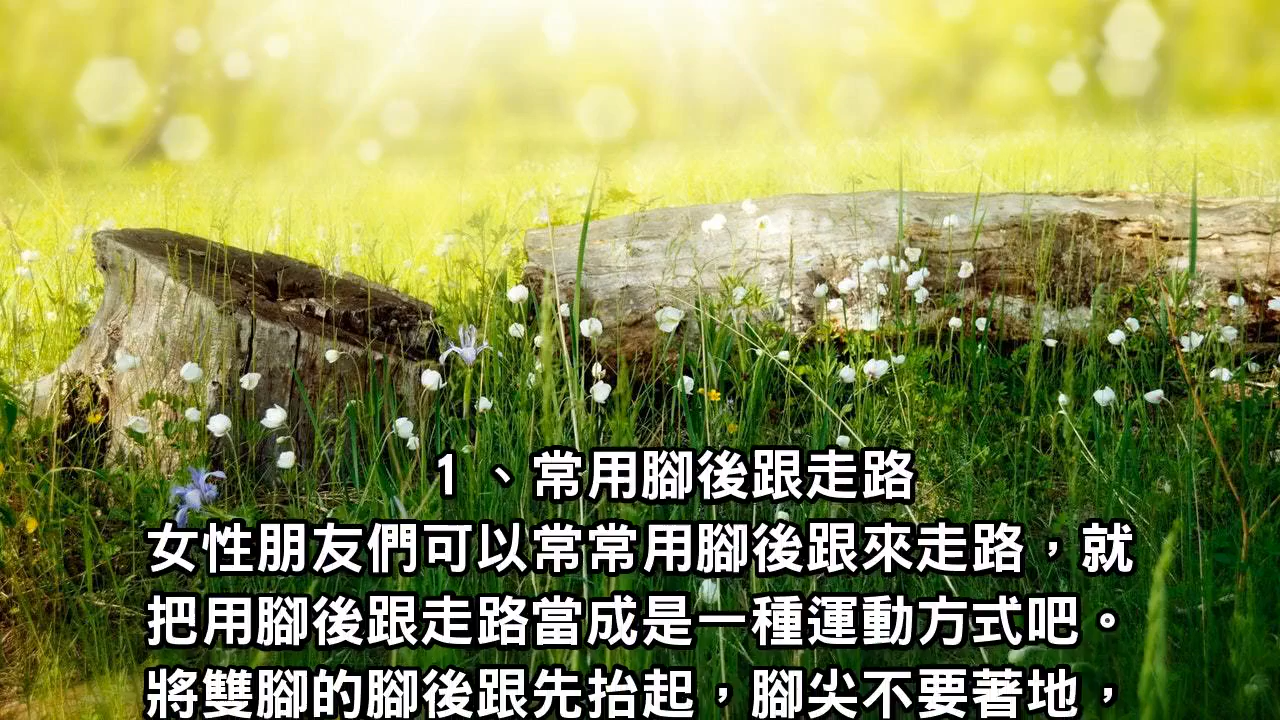 1、常用腳後跟走路
女性朋友們可以常常用腳後跟來走路，就
把用腳後跟走路當成是一種運動方式吧。
將雙腳的腳後跟先抬起，腳尖不要著地，